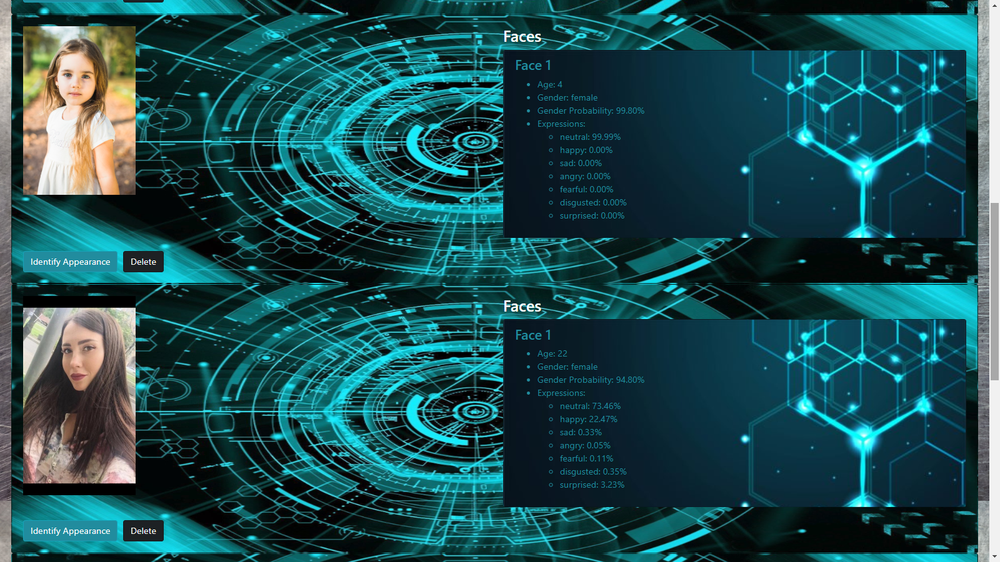 Faces
Face 1
Age: 4
Gender: female
Gender Probability: 99.80%
Expressions:
neutral: 99.99%
happy: 0.00%
sad: 0.00%
angry: 0.00%
fearful: 0.00%
disgusted: 0.00%
surprised: 0.00%
Identify Appearance
Delete
Faces
Face 1
Age: 22
Gender: female
Gender Probability: 94.80%
Expressions:
neutral: 73.46%
happy: 22.47%
sad: 0.33%
angry: 0.05%
fearful: 0.11%
disgusted: 0.35%
surprised: 3.23%
Identify Appearance
Delete